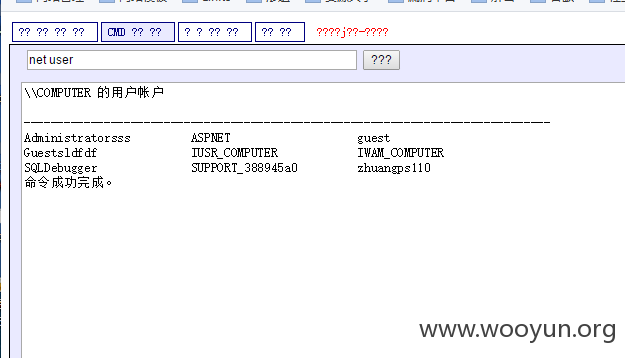 ?? ?? ?? ?? CMD ?? ?? ? ? ?? ?? ?? ?? ????j??-????
net user ???
\\COMPUTER 的用户帐户
-------------------------------------------------------------------------------
Administratorsss ASPNET guest
Guestsldfdf IUSR_COMPUTER IWAM_COMPUTER
SQLDebugger SUPPORT_388945a0 zhuangps110
命令成功完成。
www.wooyun.org